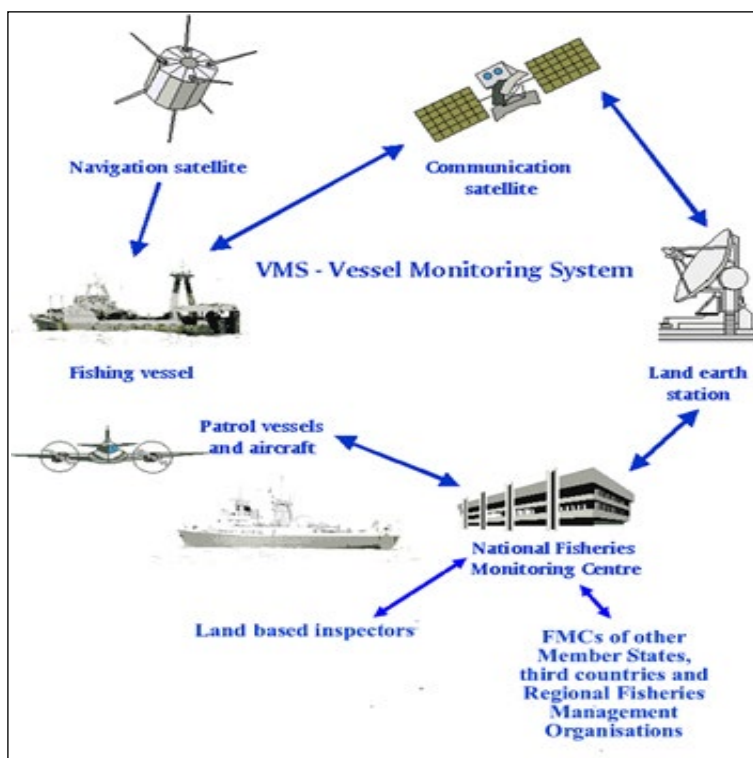 Navigation satellite
Communication
satellite
VMS - Vessel Monitoring System
Fishing vessel
Land earth
station
Patrol vessels
and aircraft
National Fisheries
Monitoring Centre
Land based inspectors
FMCs of other
Member States,
third countries and
Regional Fisheries
Management
Organisations